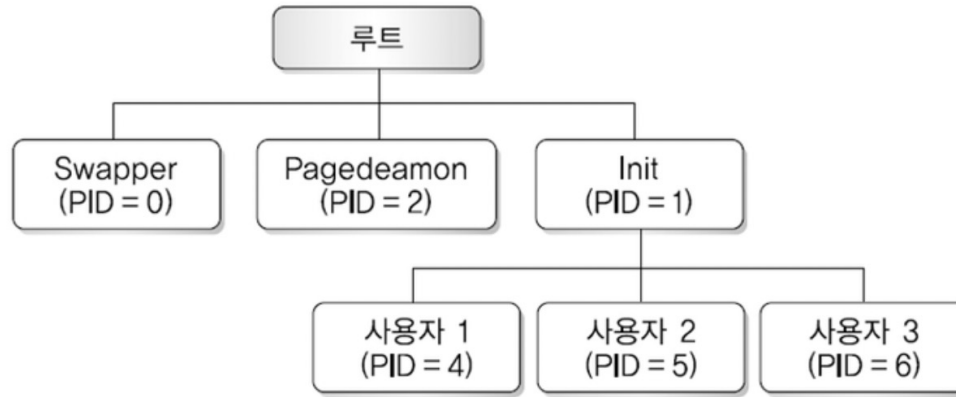 루트
Swapper
(PID = 0)
Pagedeamon
(PID = 2)
Init
(PID = 1)
사용자 1
(PID = 4)
사용자 2
(PID = 5)
사용자 3
(PID = 6)